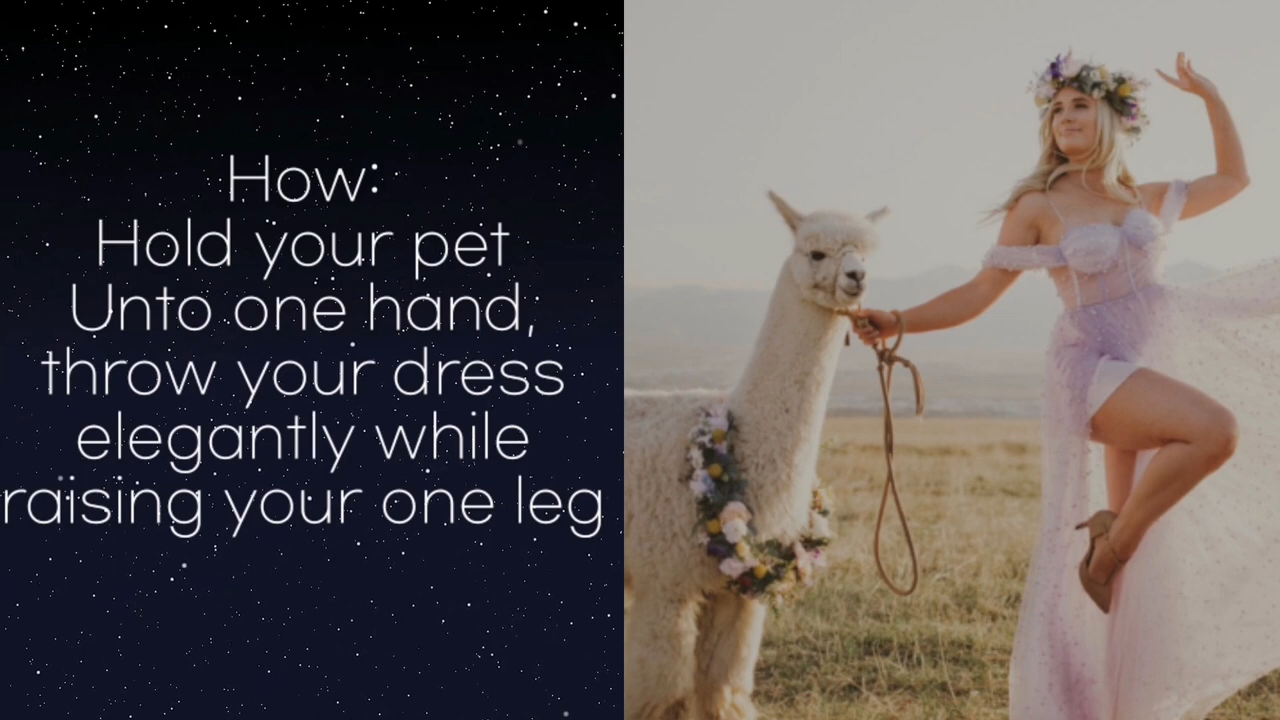 How:
Hold your pet
Unto one hand,
throw your dress
elegantly while
raising your one leg